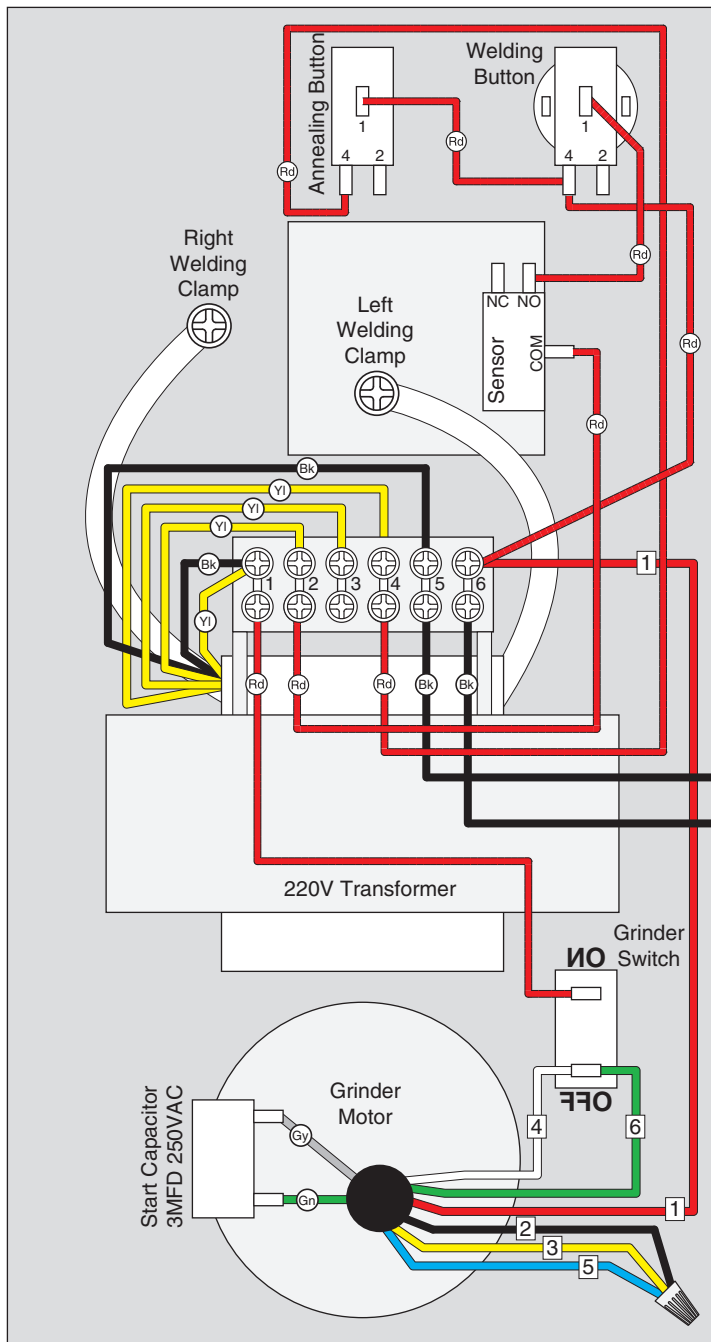 Annealing Button
1
4 2
Welding
Button
1
4 2
Rd
Rd
Rd
Rd
Right
Welding
Clamp
Left
Welding
Clamp
NC NO
COM
Sensor
Rd
Bk
Yl
Yl
Yl
Bk
Yl
1 2 3 4 5 6
1
Rd
Rd
Rd
Bk
Bk
220V Transformer
Grinder
Switch
ON
OFF
4
6
Start Capacitor
3MFD 250VAC
Grinder
Motor
Gy
Gn
1
2
3
5